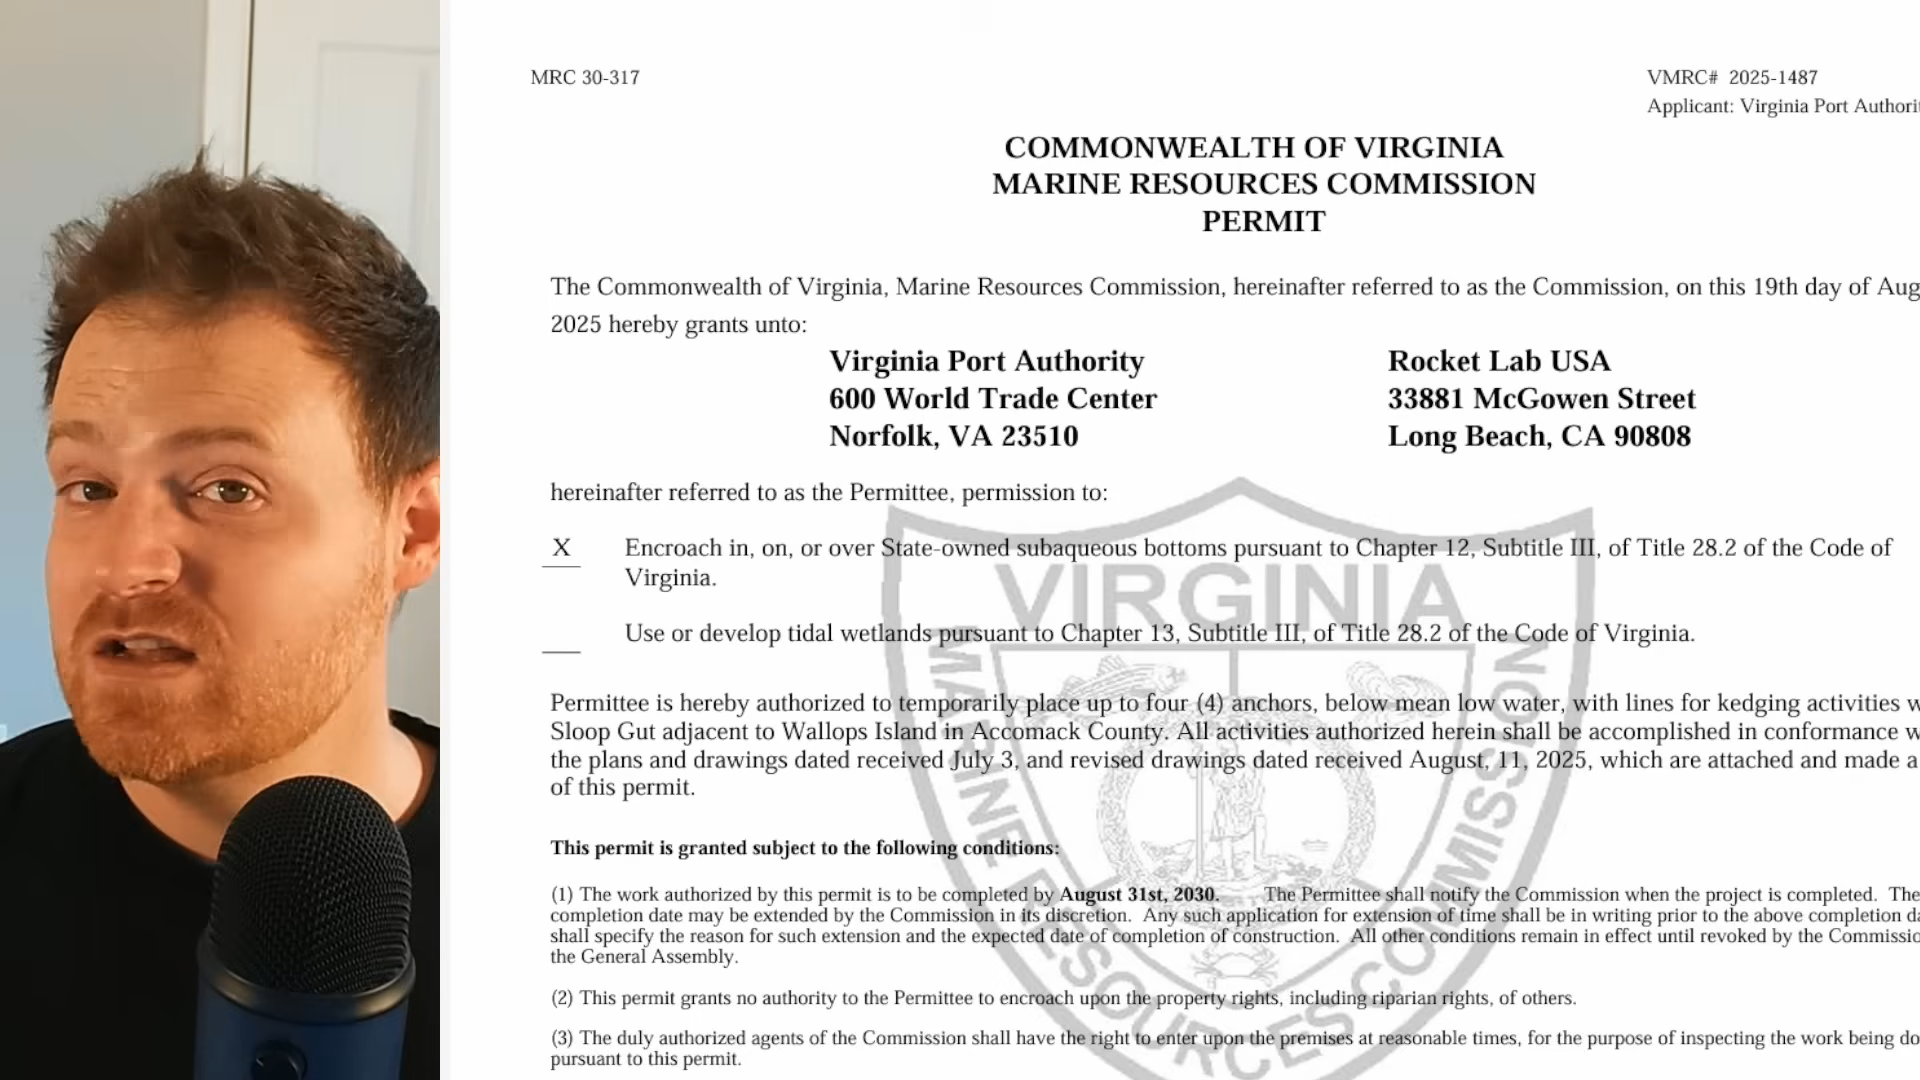 MRC 30-317
VMRC# 2025-1487
Applicant: Virginia Port Authorit
COMMONWEALTH OF VIRGINIA
MARINE RESOURCES COMMISSION
PERMIT
The Commonwealth of Virginia, Marine Resources Commission, hereinafter referred to as the Commission, on this 19th day of Aug
2025 hereby grants unto:
Virginia Port Authority
600 World Trade Center
Norfolk, VA 23510
Rocket Lab USA
33881 McGowen Street
Long Beach, CA 90808
hereinafter referred to as the Permittee, permission to:
X Encroach in, on, or over State-owned subaqueous bottoms pursuant to Chapter 12, Subtitle III, of Title 28.2 of the Code of
Virginia.
Use or develop tidal wetlands pursuant to Chapter 13, Subtitle III, of Title 28.2 of the Code of Virginia.
Permittee is hereby authorized to temporarily place up to four (4) anchors, below mean low water, with lines for kedging activities w
Sloop Gut adjacent to Wallops Island in Accomack County. All activities authorized herein shall be accomplished in conformance w
the plans and drawings dated received July 3, and revised drawings dated received August, 11, 2025, which are attached and made a
of this permit.
This permit is granted subject to the following conditions:
(1) The work authorized by this permit is to be completed by August 31st, 2030. The Permittee shall notify the Commission when the project is completed. The
completion date may be extended by the Commission in its discretion. Any such application for extension of time shall be in writing prior to the above completion da
shall specify the reason for such extension and the expected date of completion of construction. All other conditions remain in effect until revoked by the Commissio
the General Assembly.
(2) This permit grants no authority to the Permittee to encroach upon the property rights, including riparian rights, of others.
(3) The duly authorized agents of the Commission shall have the right to enter upon the premises at reasonable times, for the purpose of inspecting the work being do
pursuant to this permit.
VIRGINIA
MARINE RESOURCES COMMISSION